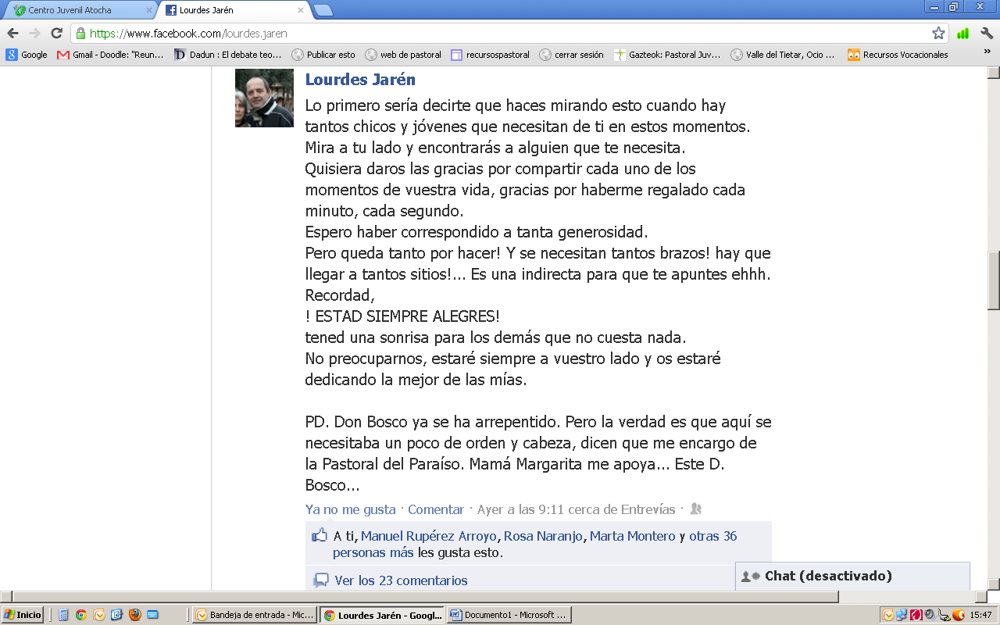 Centro Juvenil Atocha
Lourdes Jarén
https://www.facebook.com/lourdes.jaren
Google
Gmail - Doodle: "Reun...
Dadun : El debate teo...
Publicar esto
web de pastoral
recursospastoral
cerrar sesión
Gazteok: Pastoral Juv...
Valle del Tietar, Ocio ...
Recursos Vocacionales
»
Lourdes Jarén
Lo primero sería decirte que haces mirando esto cuando hay
tantos chicos y jóvenes que necesitan de ti en estos momentos.
Mira a tu lado y encontrarás a alguien que te necesita.
Quisiera daros las gracias por compartir cada uno de los
momentos de vuestra vida, gracias por haberme regalado cada
minuto, cada segundo.
Espero haber correspondido a tanta generosidad.
Pero queda tanto por hacer! Y se necesitan tantos brazos! hay que
llegar a tantos sitios!... Es una indirecta para que te apuntes ehhh.
Recordad,
! ESTAD SIEMPRE ALEGRES!
tened una sonrisa para los demás que no cuesta nada.
No preocuparnos, estaré siempre a vuestro lado y os estaré
dedicando la mejor de las mías.
PD. Don Bosco ya se ha arrepentido. Pero la verdad es que aquí se
necesitaba un poco de orden y cabeza, dicen que me encargo de
la Pastoral del Paraíso. Mamá Margarita me apoya... Este D.
Bosco...
Ya no me gusta · Comentar · Ayer a las 9:11 cerca de Entrevías ·
A ti, Manuel Rupérez Arroyo, Rosa Naranjo, Marta Montero y otras 36
personas más les gusta esto.
Ver los 23 comentarios
Chat (desactivado)
Inicio
Bandeja de entrada - Mic...
Lourdes Jarén - Goog...
Documento1 - Microsoft ...
15:47